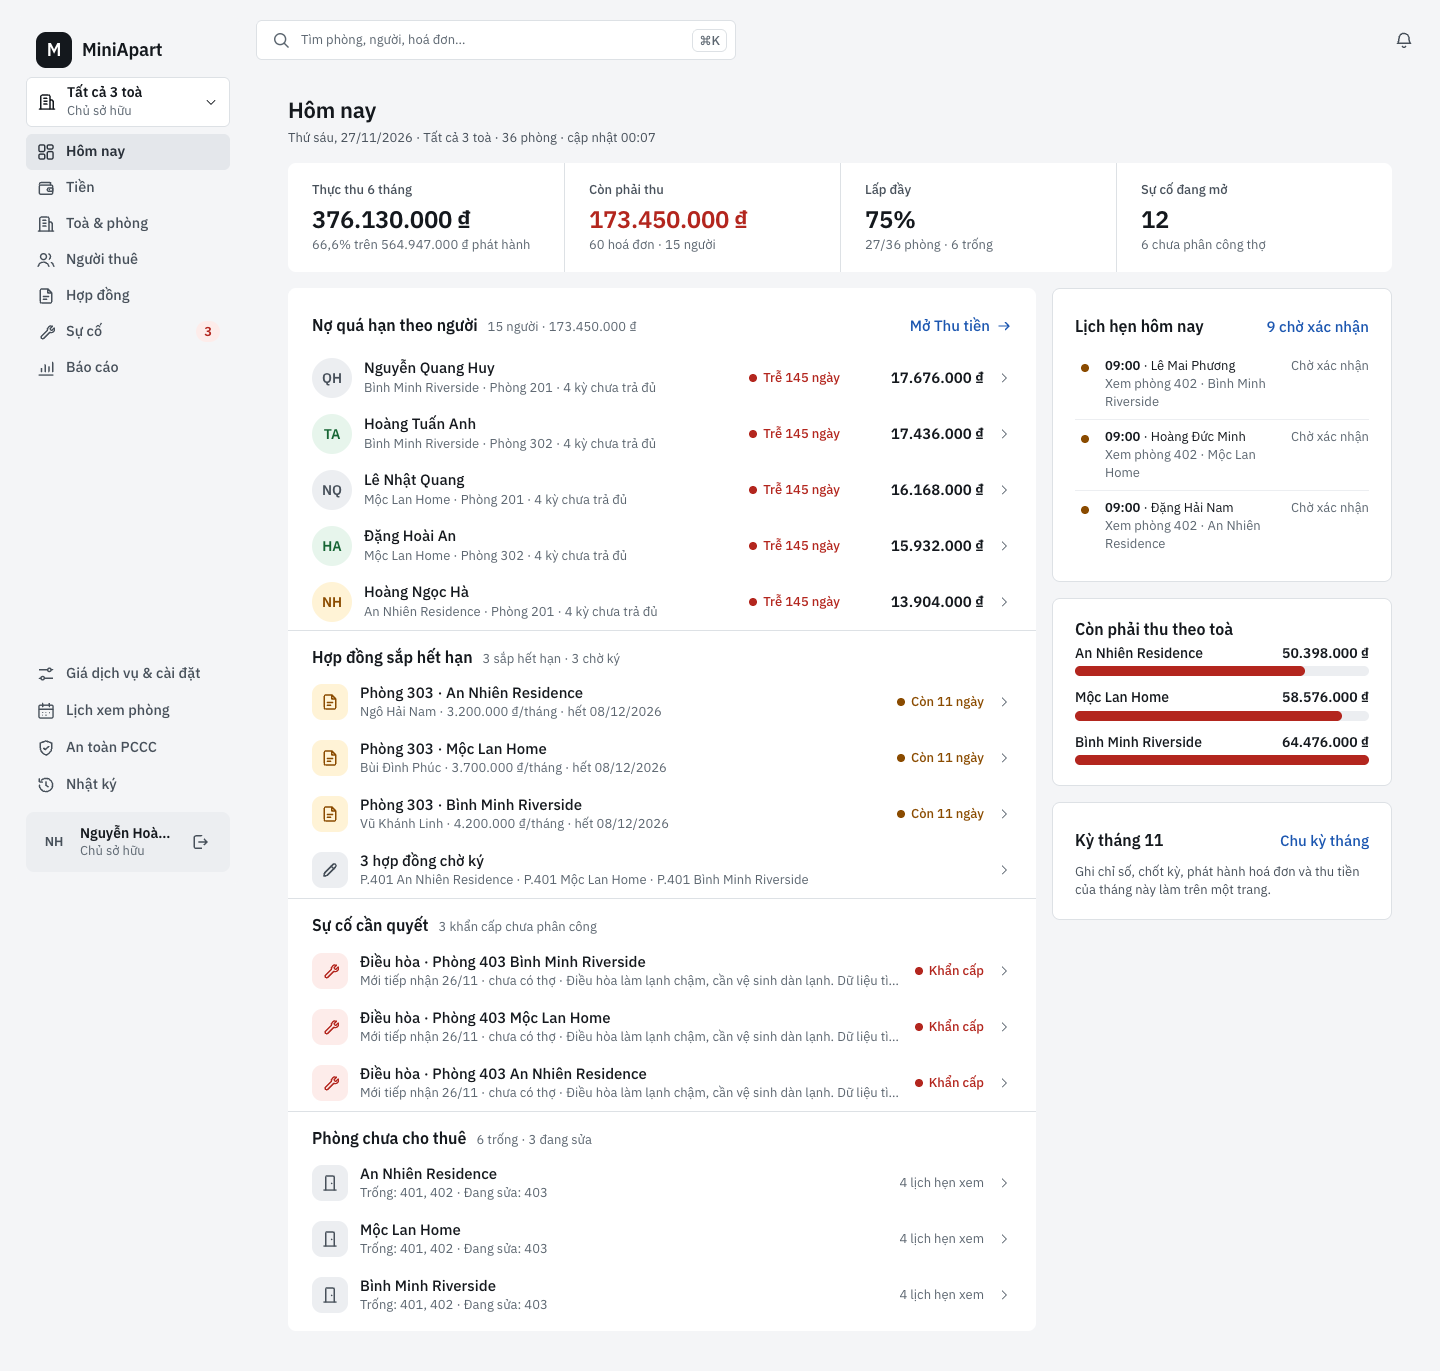 M MiniApart
Tìm phòng, người, hoá đơn...
⌘K
Tất cả 3 toà
Chủ sở hữu
Hôm nay
Tiền
Toà & phòng
Người thuê
Hợp đồng
Sự cố 3
Báo cáo
Giá dịch vụ & cài đặt
Lịch xem phòng
An toàn PCCC
Nhật ký
NH
Nguyễn Hoà...
Chủ sở hữu
Hôm nay
Thứ sáu, 27/11/2026 · Tất cả 3 toà · 36 phòng · cập nhật 00:07
Thực thu 6 tháng
376.130.000 ₫
66,6% trên 564.947.000 ₫ phát hành
Còn phải thu
173.450.000 ₫
60 hoá đơn · 15 người
Lấp đầy
75%
27/36 phòng · 6 trống
Sự cố đang mở
12
6 chưa phân công thợ
Nợ quá hạn theo người 15 người · 173.450.000 ₫ Mở Thu tiền
QH
Nguyễn Quang Huy
Bình Minh Riverside · Phòng 201 · 4 kỳ chưa trả đủ
Trễ 145 ngày 17.676.000 ₫
TA
Hoàng Tuấn Anh
Bình Minh Riverside · Phòng 302 · 4 kỳ chưa trả đủ
Trễ 145 ngày 17.436.000 ₫
NQ
Lê Nhật Quang
Mộc Lan Home · Phòng 201 · 4 kỳ chưa trả đủ
Trễ 145 ngày 16.168.000 ₫
HA
Đặng Hoài An
Mộc Lan Home · Phòng 302 · 4 kỳ chưa trả đủ
Trễ 145 ngày 15.932.000 ₫
NH
Hoàng Ngọc Hà
An Nhiên Residence · Phòng 201 · 4 kỳ chưa trả đủ
Trễ 145 ngày 13.904.000 ₫
Hợp đồng sắp hết hạn 3 sắp hết hạn · 3 chờ ký
Phòng 303 · An Nhiên Residence
Ngô Hải Nam · 3.200.000 ₫/tháng · hết 08/12/2026
Còn 11 ngày
Phòng 303 · Mộc Lan Home
Bùi Đình Phúc · 3.700.000 ₫/tháng · hết 08/12/2026
Còn 11 ngày
Phòng 303 · Bình Minh Riverside
Vũ Khánh Linh · 4.200.000 ₫/tháng · hết 08/12/2026
Còn 11 ngày
3 hợp đồng chờ ký
P.401 An Nhiên Residence · P.401 Mộc Lan Home · P.401 Bình Minh Riverside
Sự cố cần quyết 3 khẩn cấp chưa phân công
Điều hòa · Phòng 403 Bình Minh Riverside
Mới tiếp nhận 26/11 · chưa có thợ · Điều hòa làm lạnh chậm, cần vệ sinh dàn lạnh. Dữ liệu tì...
Khẩn cấp
Điều hòa · Phòng 403 Mộc Lan Home
Mới tiếp nhận 26/11 · chưa có thợ · Điều hòa làm lạnh chậm, cần vệ sinh dàn lạnh. Dữ liệu tì...
Khẩn cấp
Điều hòa · Phòng 403 An Nhiên Residence
Mới tiếp nhận 26/11 · chưa có thợ · Điều hòa làm lạnh chậm, cần vệ sinh dàn lạnh. Dữ liệu tì...
Khẩn cấp
Phòng chưa cho thuê 6 trống · 3 đang sửa
An Nhiên Residence
Trống: 401, 402 · Đang sửa: 403
4 lịch hẹn xem
Mộc Lan Home
Trống: 401, 402 · Đang sửa: 403
4 lịch hẹn xem
Bình Minh Riverside
Trống: 401, 402 · Đang sửa: 403
4 lịch hẹn xem
Lịch hẹn hôm nay 9 chờ xác nhận
09:00 · Lê Mai Phương Chờ xác nhận
Xem phòng 402 · Bình Minh
Riverside
09:00 · Hoàng Đức Minh Chờ xác nhận
Xem phòng 402 · Mộc Lan
Home
09:00 · Đặng Hải Nam Chờ xác nhận
Xem phòng 402 · An Nhiên
Residence
Còn phải thu theo toà
An Nhiên Residence 50.398.000 ₫
Mộc Lan Home 58.576.000 ₫
Bình Minh Riverside 64.476.000 ₫
Kỳ tháng 11 Chu kỳ tháng
Ghi chỉ số, chốt kỳ, phát hành hoá đơn và thu tiền
của tháng này làm trên một trang.